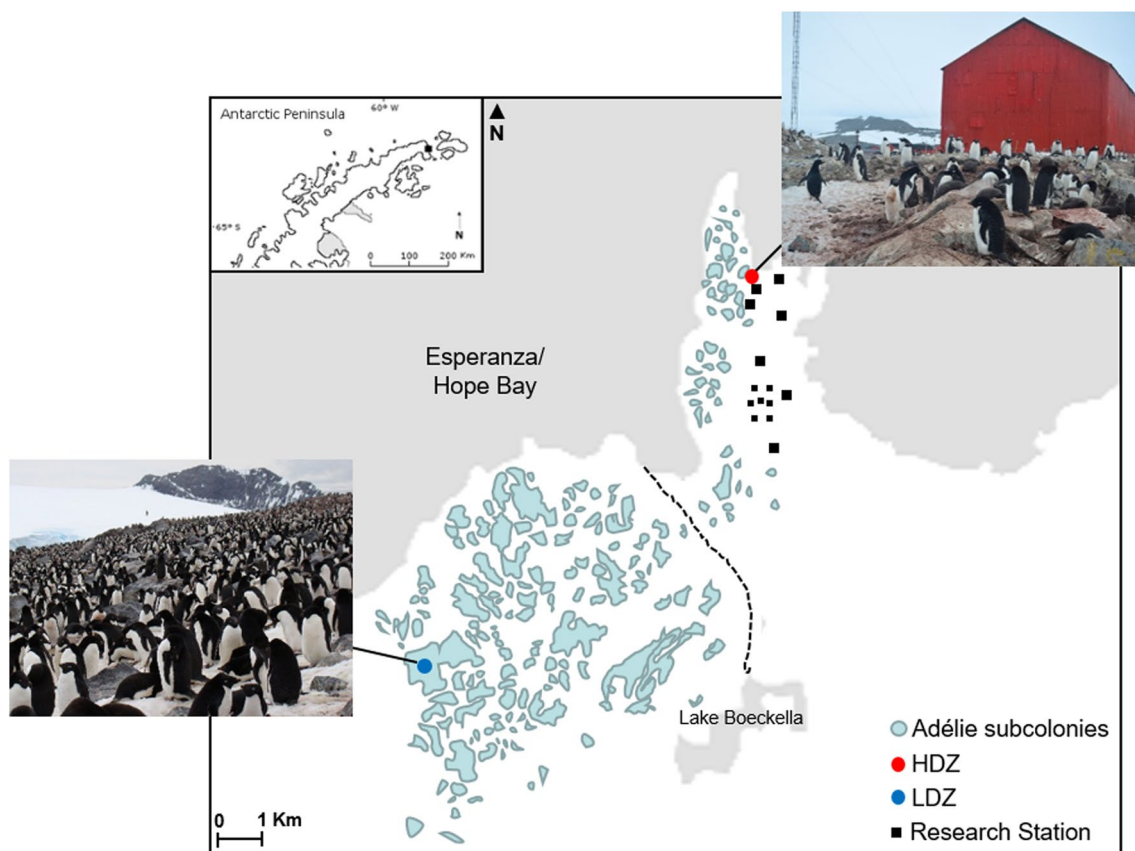 Antarctic Peninsula
60° W
-65° S
N
0 100 200 Km
N
Esperanza/
Hope Bay
Lake Boeckella
Adélie subcolonies
HDZ
LDZ
Research Station
0 1 Km